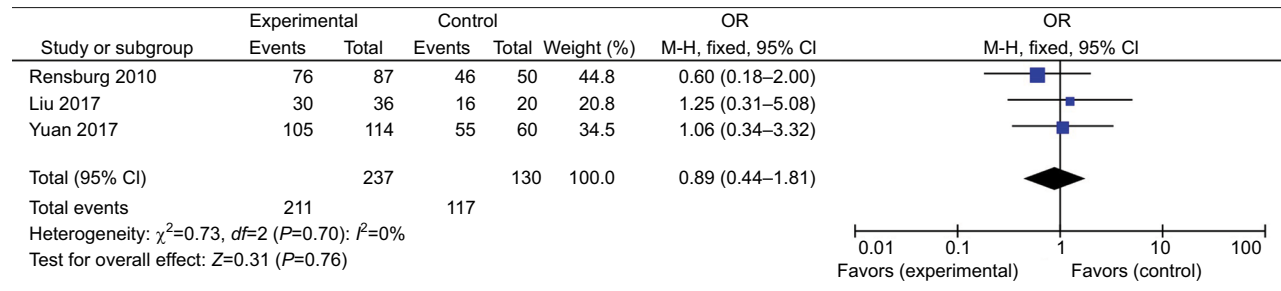 Experimental Control OR OR
Study or subgroup Events Total Events Total Weight (%) M-H, fixed, 95% CI M-H, fixed, 95% CI
Rensburg 2010 76 87 46 50 44.8 0.60 (0.18–2.00)
Liu 2017 30 36 16 20 20.8 1.25 (0.31–5.08)
Yuan 2017 105 114 55 60 34.5 1.06 (0.34–3.32)
Total (95% CI) 237 130 100.0 0.89 (0.44–1.81)
Total events 211 117
Heterogeneity: χ²=0.73, df=2 (P=0.70): I²=0%
Test for overall effect: Z=0.31 (P=0.76)
0.01 0.1 1 10 100
Favors (experimental) Favors (control)